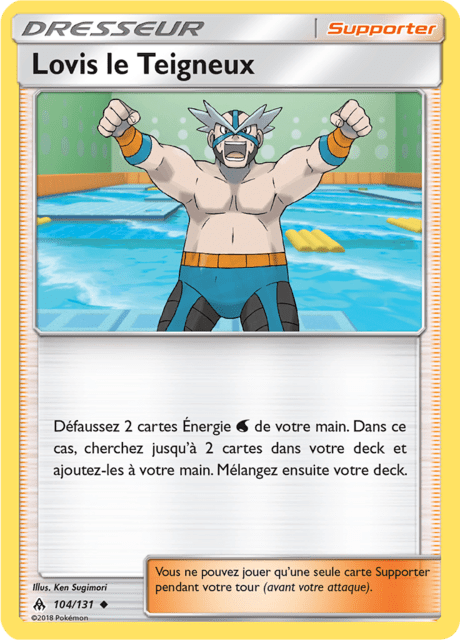 DRESSEUR
Supporter
Lovis le Teigneux
Défaussez 2 cartes Énergie de votre main. Dans ce
cas, cherchez jusqu'à 2 cartes dans votre deck et
ajoutez-les à votre main. Mélangez ensuite votre deck.
Vous ne pouvez jouer qu'une seule carte Supporter
pendant votre tour (avant votre attaque).
Illus. Ken Sugimori
104/131
©2018 Pokémon